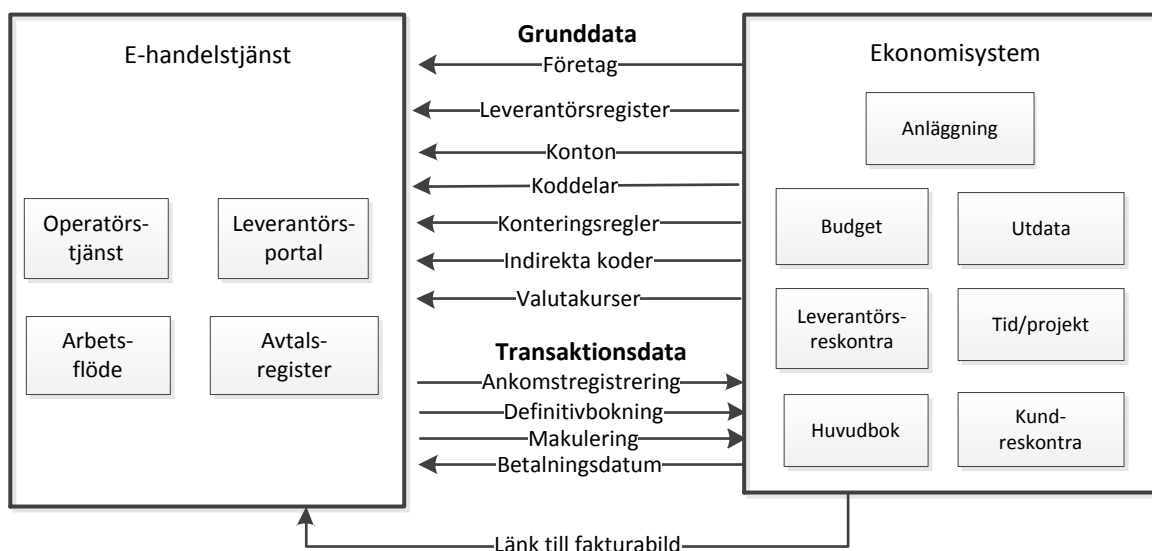 E-handelstjänst
Operatörs-
tjänst
Leverantörs-
portal
Arbets-
flöde
Avtals-
register
Grunddata
Företag
Leverantörsregister
Konton
Koddelar
Konteringsregler
Indirekta koder
Valutakurser
Transaktionsdata
Ankomstregistrering
Definitivbokning
Makulering
Betalningsdatum
Länk till fakturabild
Ekonomisystem
Anläggning
Budget
Utdata
Leverantörs-
reskontra
Tid/projekt
Huvudbok
Kund-
reskontra